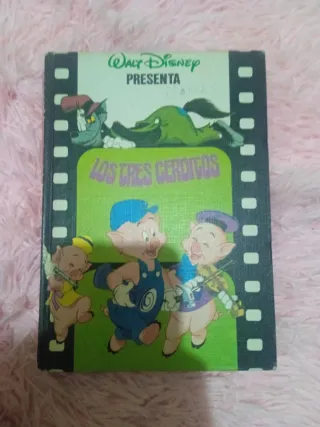 WALT DISNEY
PRESENTA
LOS TRES CERDITOS